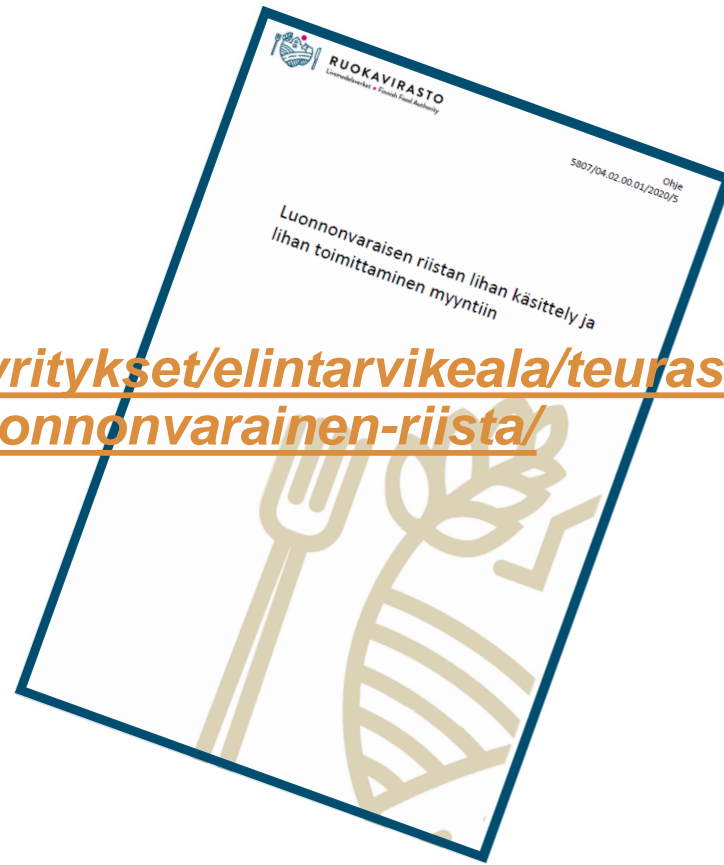 RUOKAVIRASTO
Livsmedelsverket • Finnish Food Authority
Ohje
5807/04.02.00.01/2020/5
Luonnonvaraisen riistan lihan käsittely ja
lihan toimittaminen myyntiin
yritykset/elintarvikeala/teuras
onnonvarainen-riista/